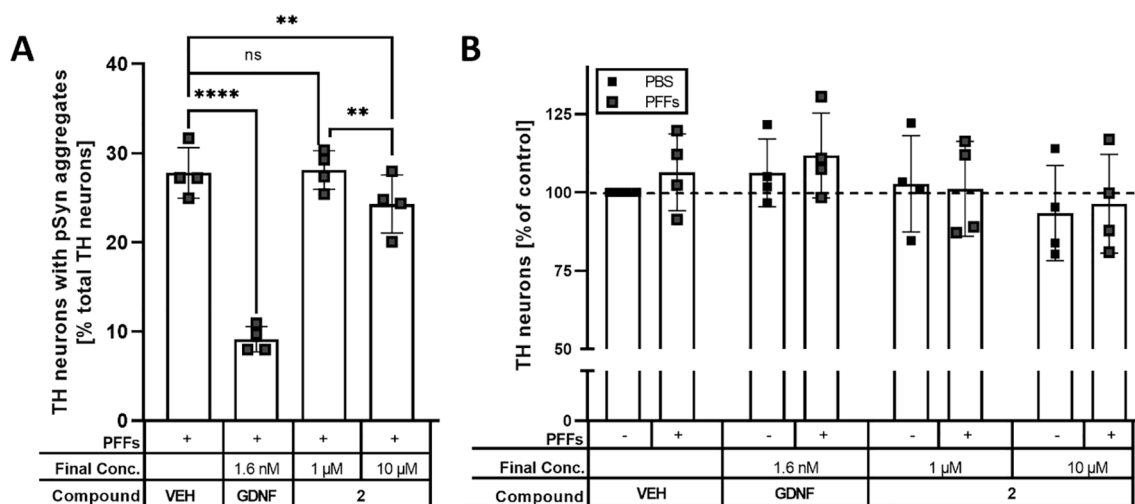 A
**
ns
****
**
TH neurons with pSyn aggregates
[% total TH neurons]
40
30
20
10
0
PFFs + + + +
Final Conc. 1.6 nM 1 µM 10 µM
Compound VEH GDNF 2
B
PBS
PFFs
TH neurons [% of control]
125
100
75
50
0
PFFs - + - + - + - +
Final Conc. 1.6 nM 1 µM 10 µM
Compound VEH GDNF 2